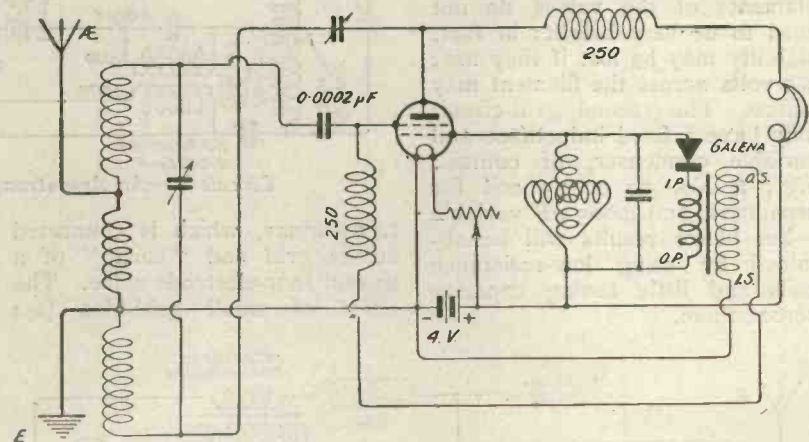 Æ
250
0.0002 µF
GALENA
I.P.
O.S.
250
O.P.
I.S.
4.V.
- +
E